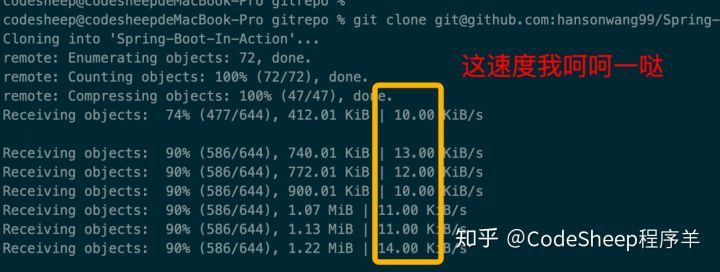 codesheep@codesheepdeMacBook-Pro gitrepo %
codesheep@codesheepdeMacBook-Pro gitrepo % git clone git@github.com:hansonwang99/Spring-
Cloning into 'Spring-Boot-In-Action'...
remote: Enumerating objects: 72, done.
remote: Counting objects: 100% (72/72), done.
remote: Compressing objects: 100% (47/47), done.
这速度我呵呵一哒
Receiving objects:  74% (477/644), 412.01 KiB | 10.00 KiB/s
Receiving objects:  90% (586/644), 740.01 KiB | 13.00 KiB/s
Receiving objects:  90% (586/644), 772.01 KiB | 12.00 KiB/s
Receiving objects:  90% (586/644), 900.01 KiB | 10.00 KiB/s
Receiving objects:  90% (586/644), 1.07 MiB | 11.00 KiB/s
Receiving objects:  90% (586/644), 1.13 MiB | 11.00 KiB/s
Receiving objects:  90% (586/644), 1.22 MiB | 14.00 KiB/s
知乎 @CodeSheep程序羊